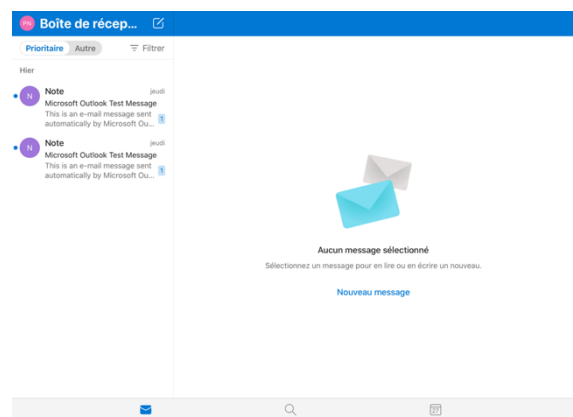 PN Boîte de récep...
Prioritaire Autre Filtrer
Hier
N Note jeudi
Microsoft Outlook Test Message
This is an e-mail message sent
automatically by Microsoft Ou... 1
N Note jeudi
Microsoft Outlook Test Message
This is an e-mail message sent
automatically by Microsoft Ou... 1
Aucun message sélectionné
Sélectionnez un message pour en lire ou en écrire un nouveau.
Nouveau message
27